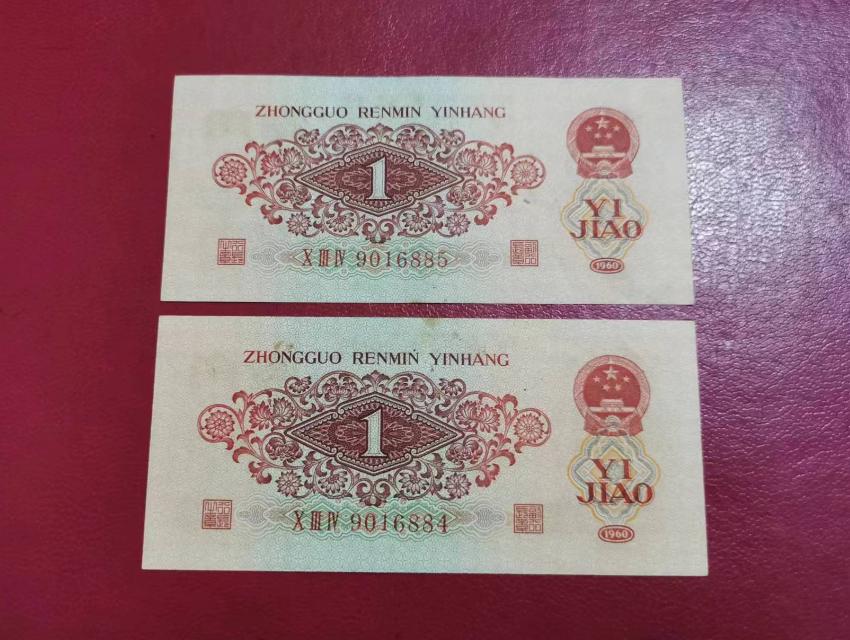 ZHONGGUO RENMIN YINHANG
1
YI
JIAO
X III IV 9016885
1960
ZHONGGUO RENMIN YINHANG
1
YI
JIAO
X III IV 9016884
1960